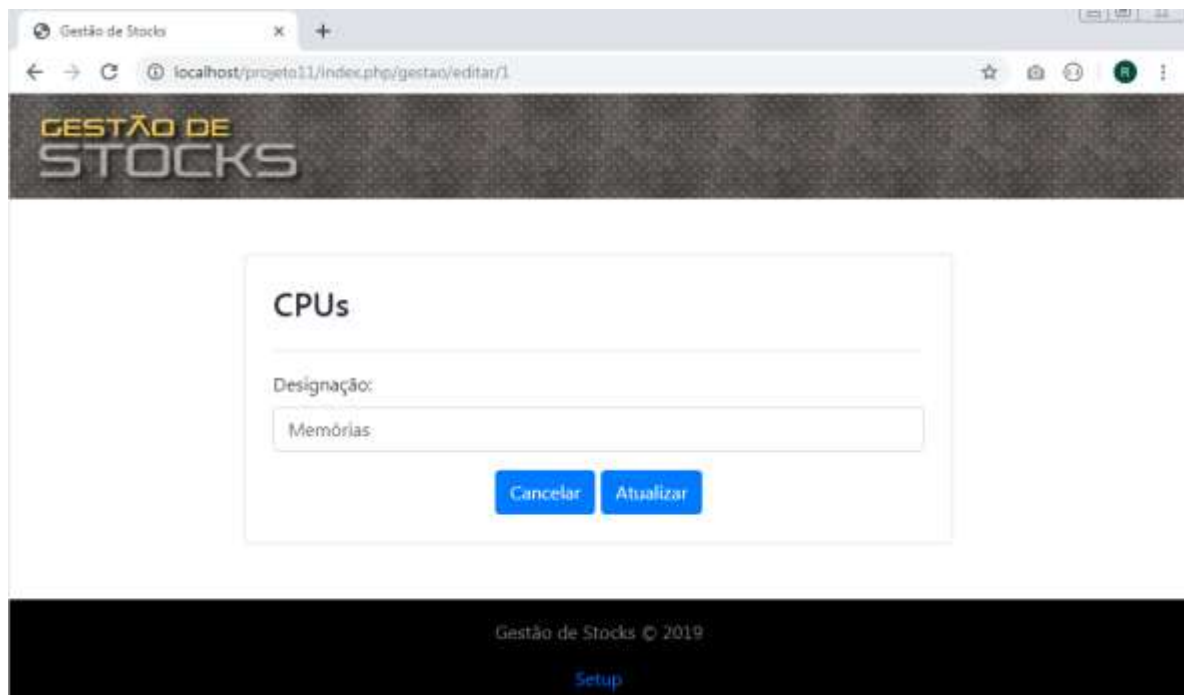 Gestão de Stocks
localhost/projeto11/index.php/gestao/editar/1
GESTÃO DE
STOCKS
CPUs
Designação:
Memórias
Cancelar Atualizar
Gestão de Stocks © 2019
Setup